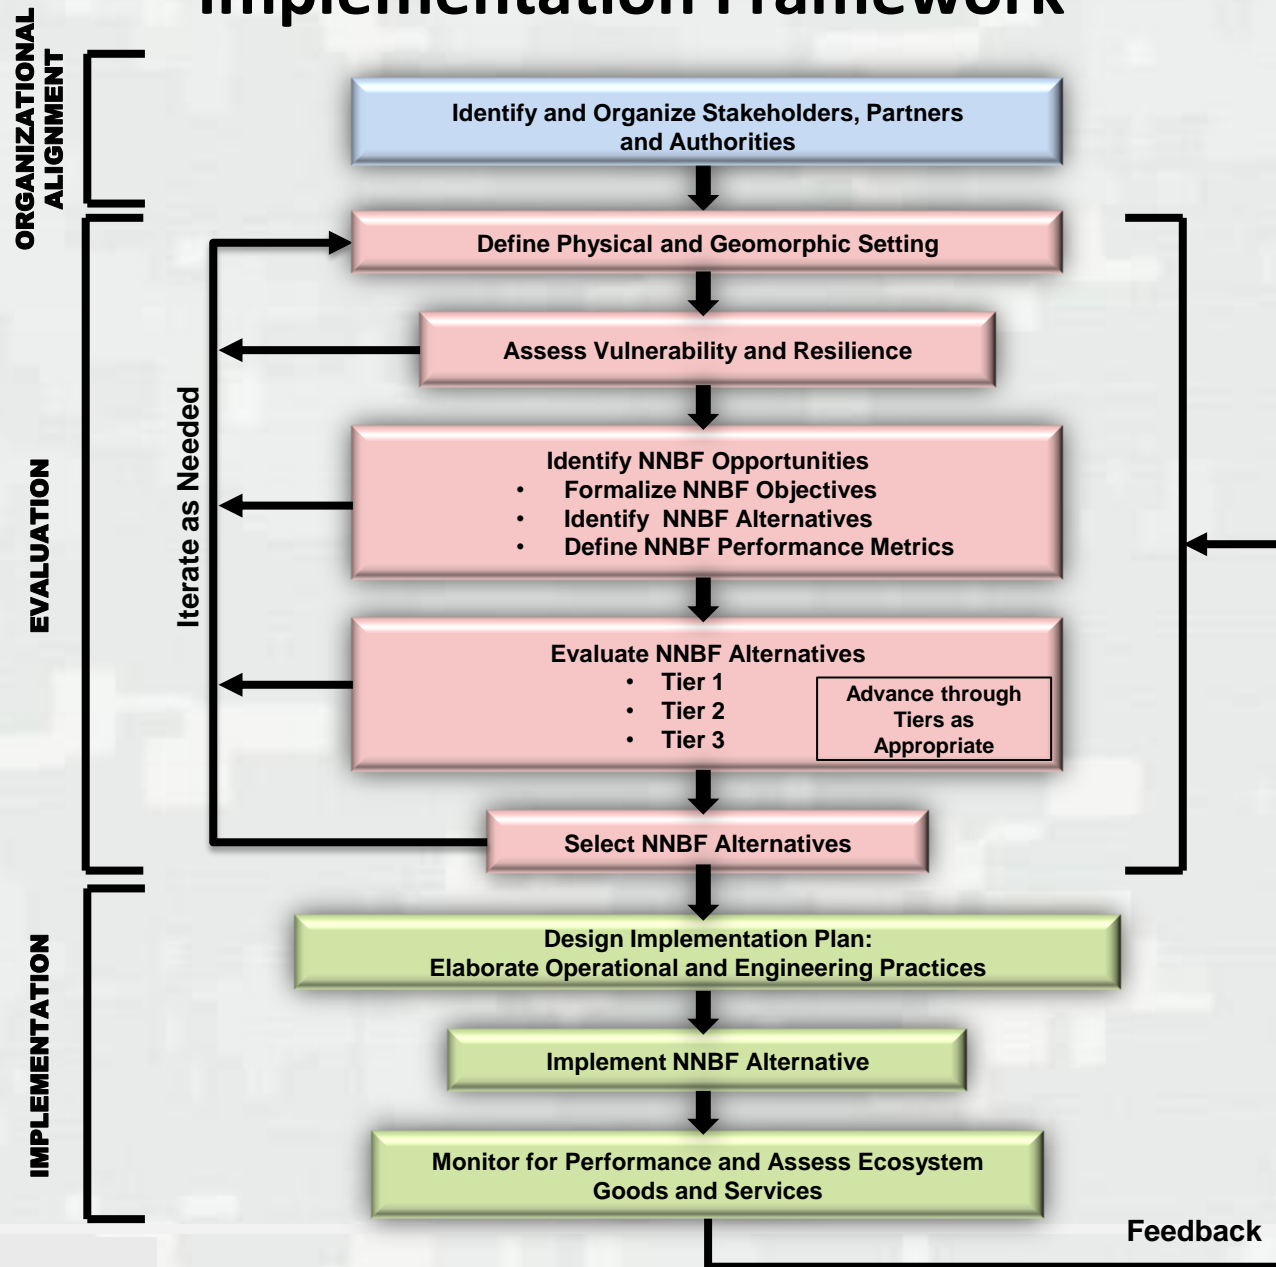 Implementation Framework
ORGANIZATIONAL
ALIGNMENT
Identify and Organize Stakeholders, Partners
and Authorities
EVALUATION
Iterate as Needed
Define Physical and Geomorphic Setting
Assess Vulnerability and Resilience
Identify NNBF Opportunities
• Formalize NNBF Objectives
• Identify  NNBF Alternatives
• Define NNBF Performance Metrics
Evaluate NNBF Alternatives
• Tier 1
• Tier 2
• Tier 3
Advance through
Tiers as
Appropriate
Select NNBF Alternatives
IMPLEMENTATION
Design Implementation Plan:
Elaborate Operational and Engineering Practices
Implement NNBF Alternative
Monitor for Performance and Assess Ecosystem
Goods and Services
Feedback